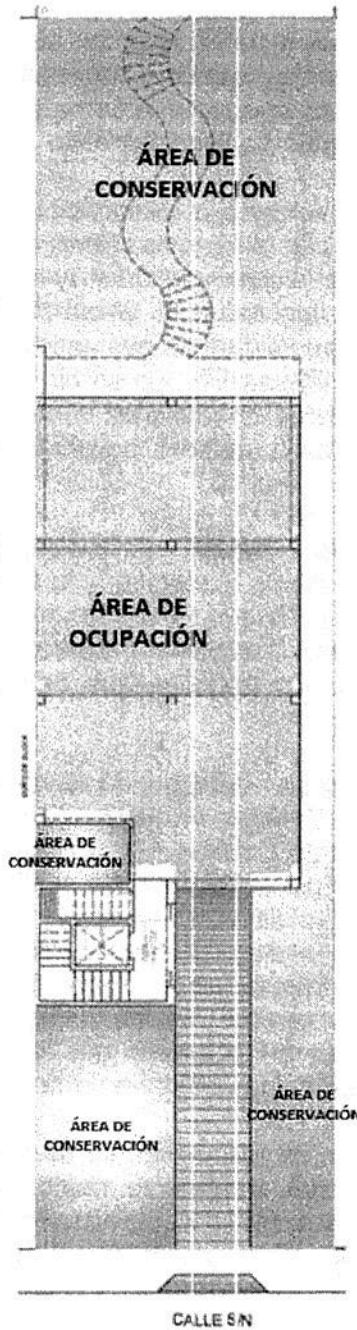 ÁREA DE
CONSERVACIÓN
ÁREA DE
OCUPACIÓN
ÁREA DE
CONSERVACIÓN
ÁREA DE
CONSERVACIÓN
ÁREA DE
CONSERVACIÓN
CALLE S/N